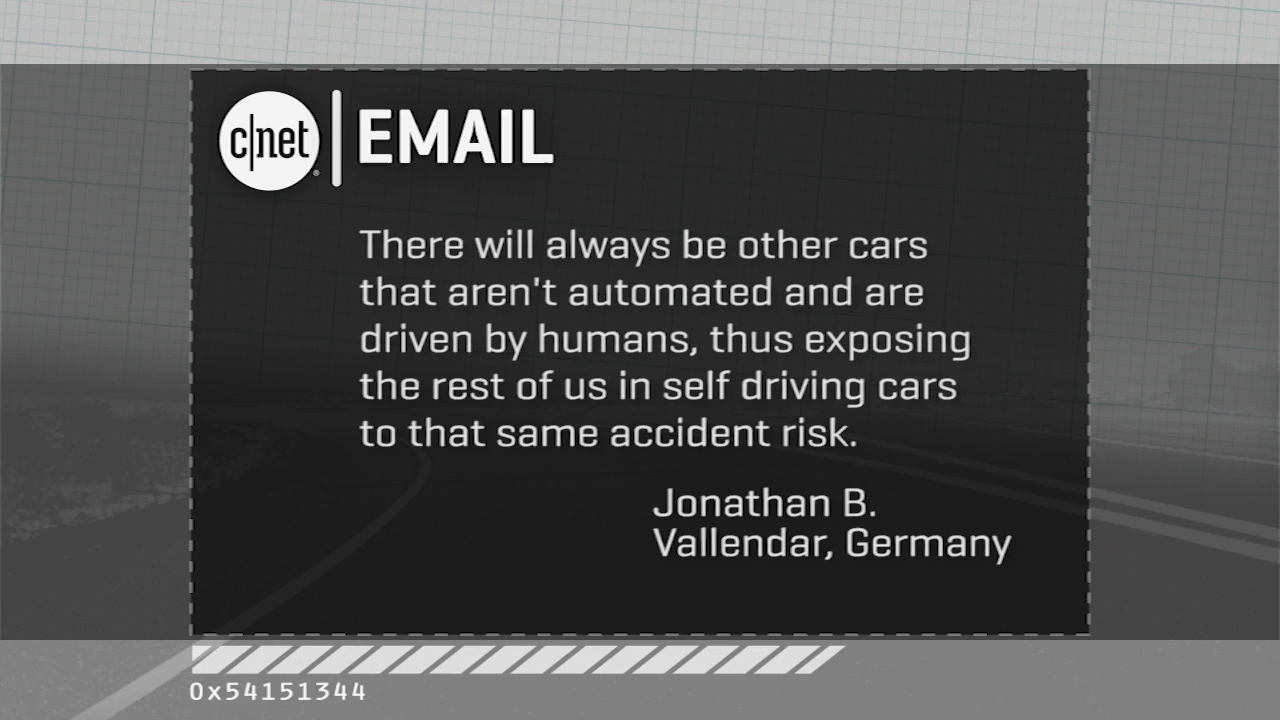 c|net
EMAIL
There will always be other cars
that aren't automated and are
driven by humans, thus exposing
the rest of us in self driving cars
to that same accident risk.
Jonathan B.
Vallendar, Germany
0x54151344